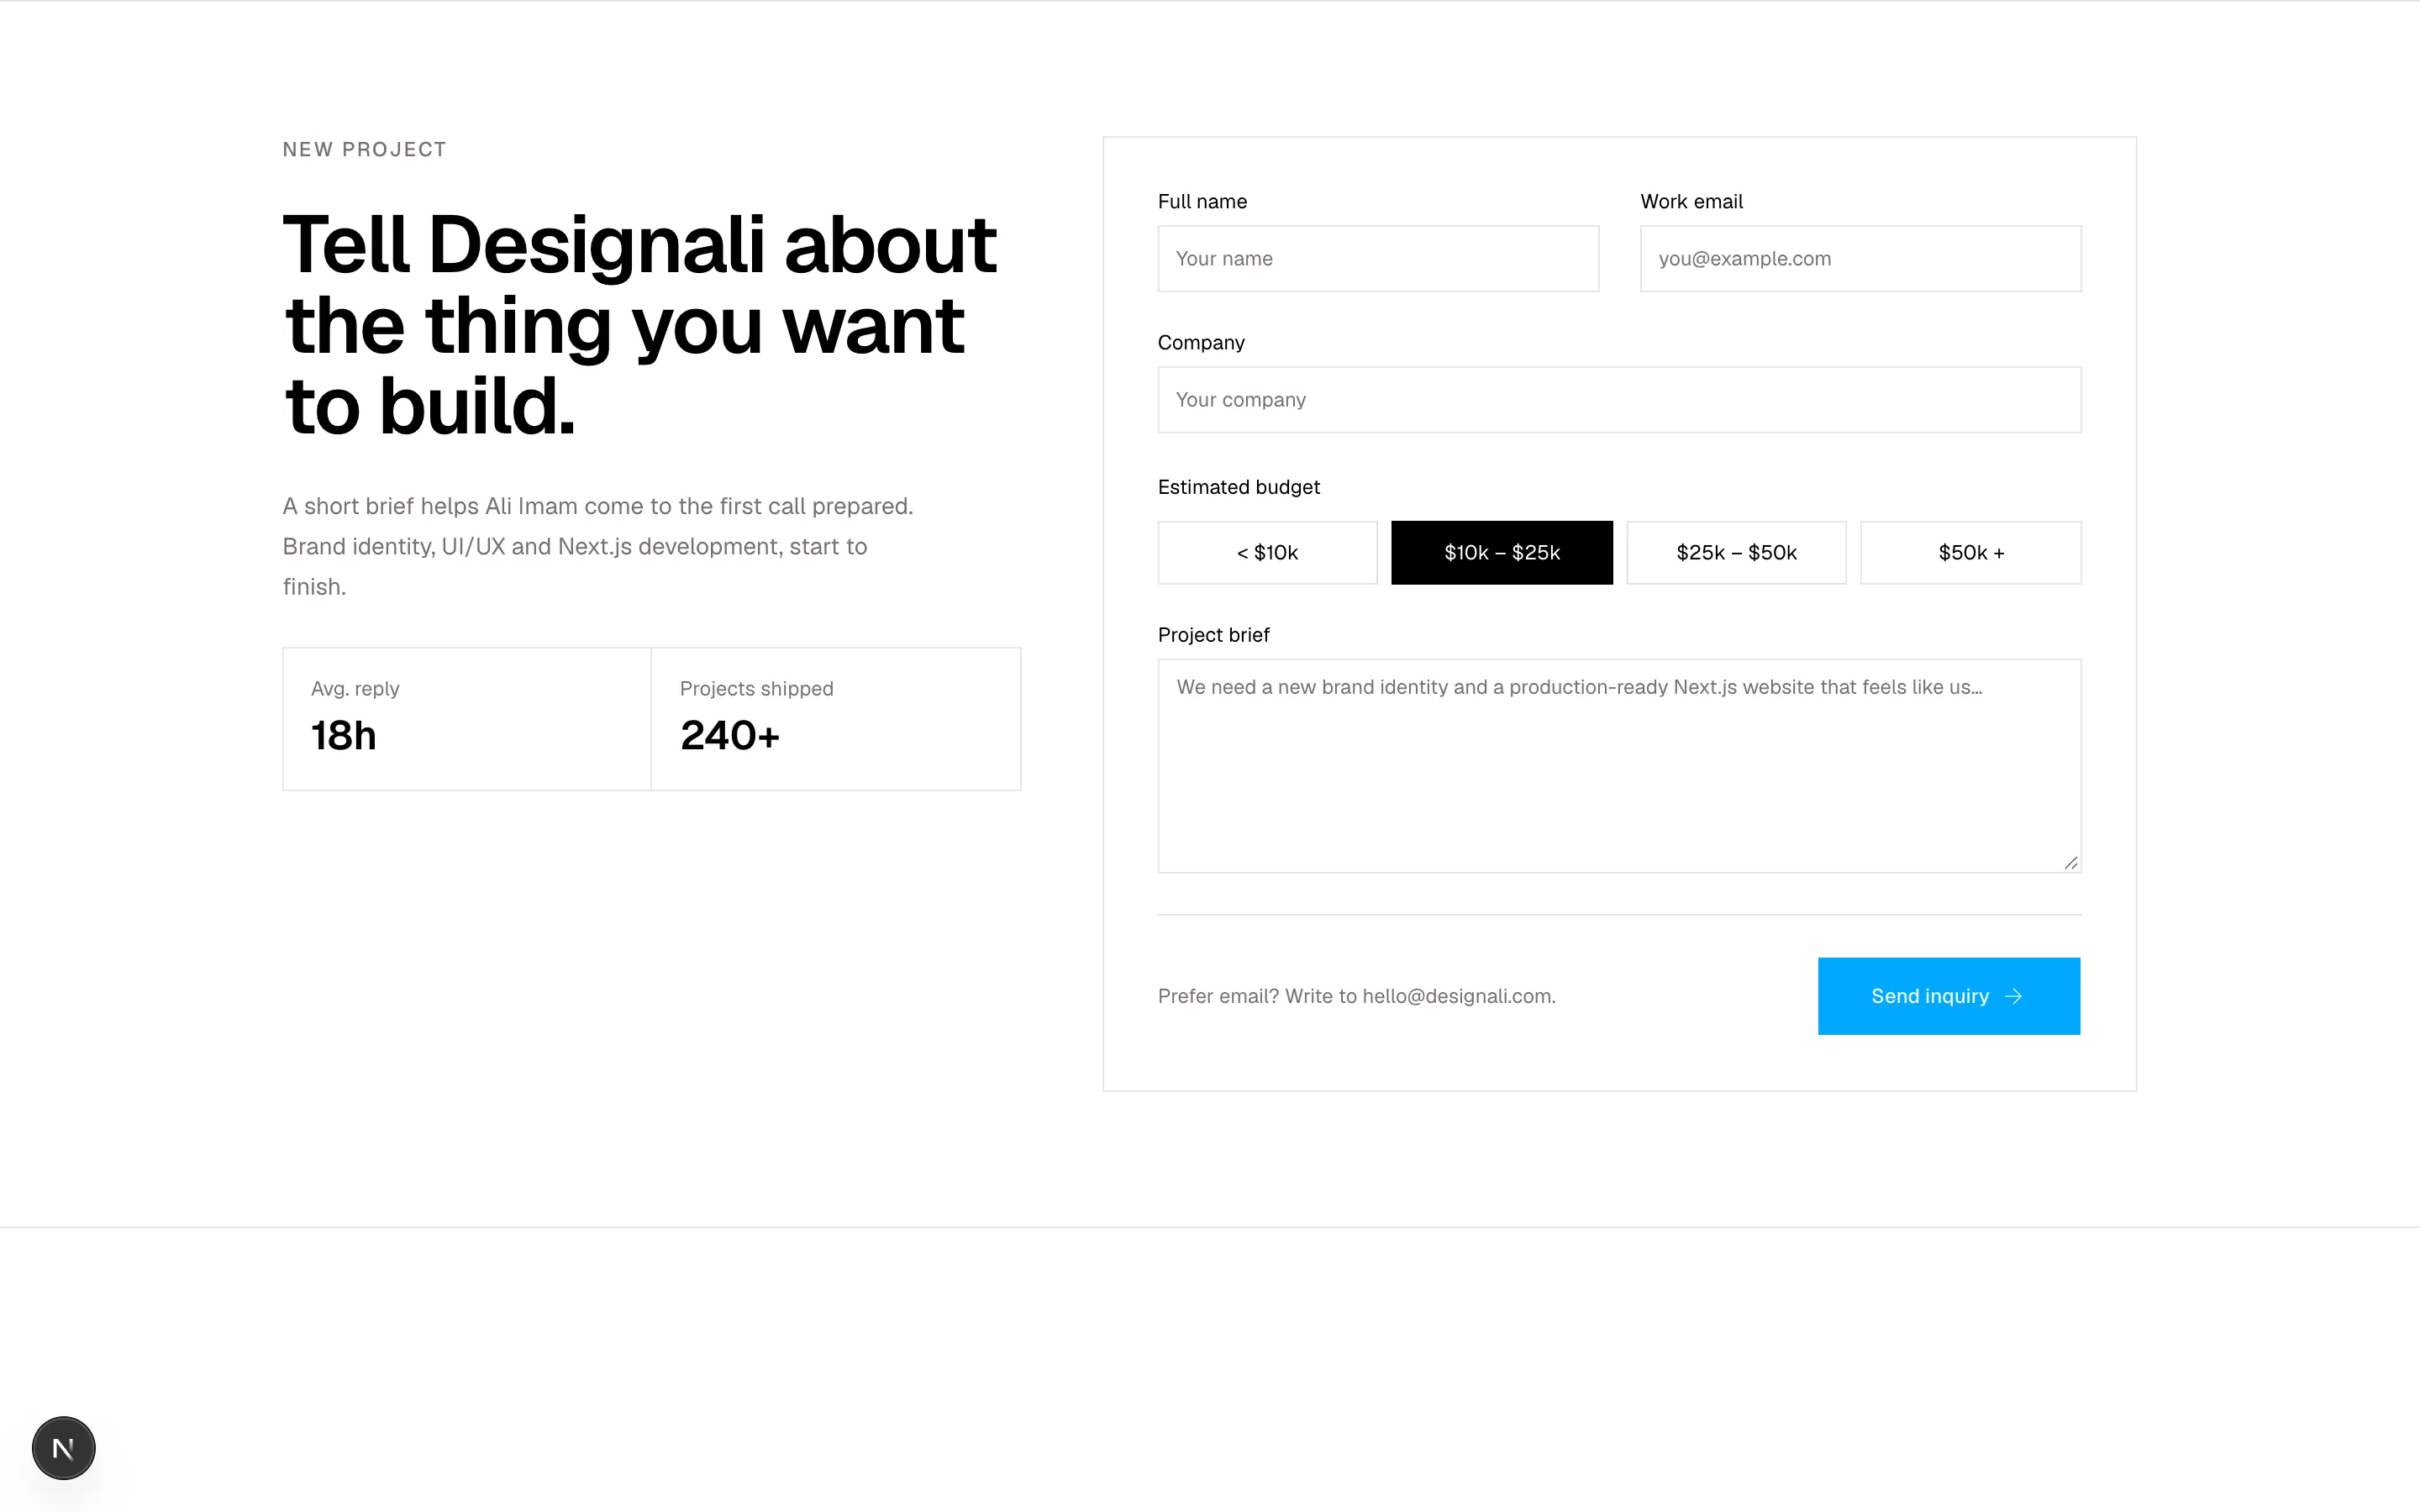 NEW PROJECT
Tell Designali about
the thing you want
to build.
A short brief helps Ali Imam come to the first call prepared.
Brand identity, UI/UX and Next.js development, start to
finish.
Avg. reply
18h
Projects shipped
240+
Full name
Work email
Your name
you@example.com
Company
Your company
Estimated budget
< $10k
$10k – $25k
$25k – $50k
$50k +
Project brief
We need a new brand identity and a production-ready Next.js website that feels like us…
Prefer email? Write to hello@designali.com.
Send inquiry →
N